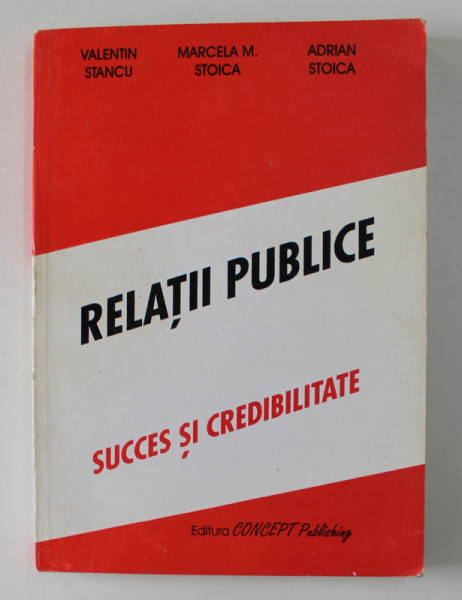 VALENTIN MARCELA M. ADRIAN
STANCU STOICA STOICA
RELAȚII PUBLICE
SUCCES ȘI CREDIBILITATE
Editura CONCEPT Publishing